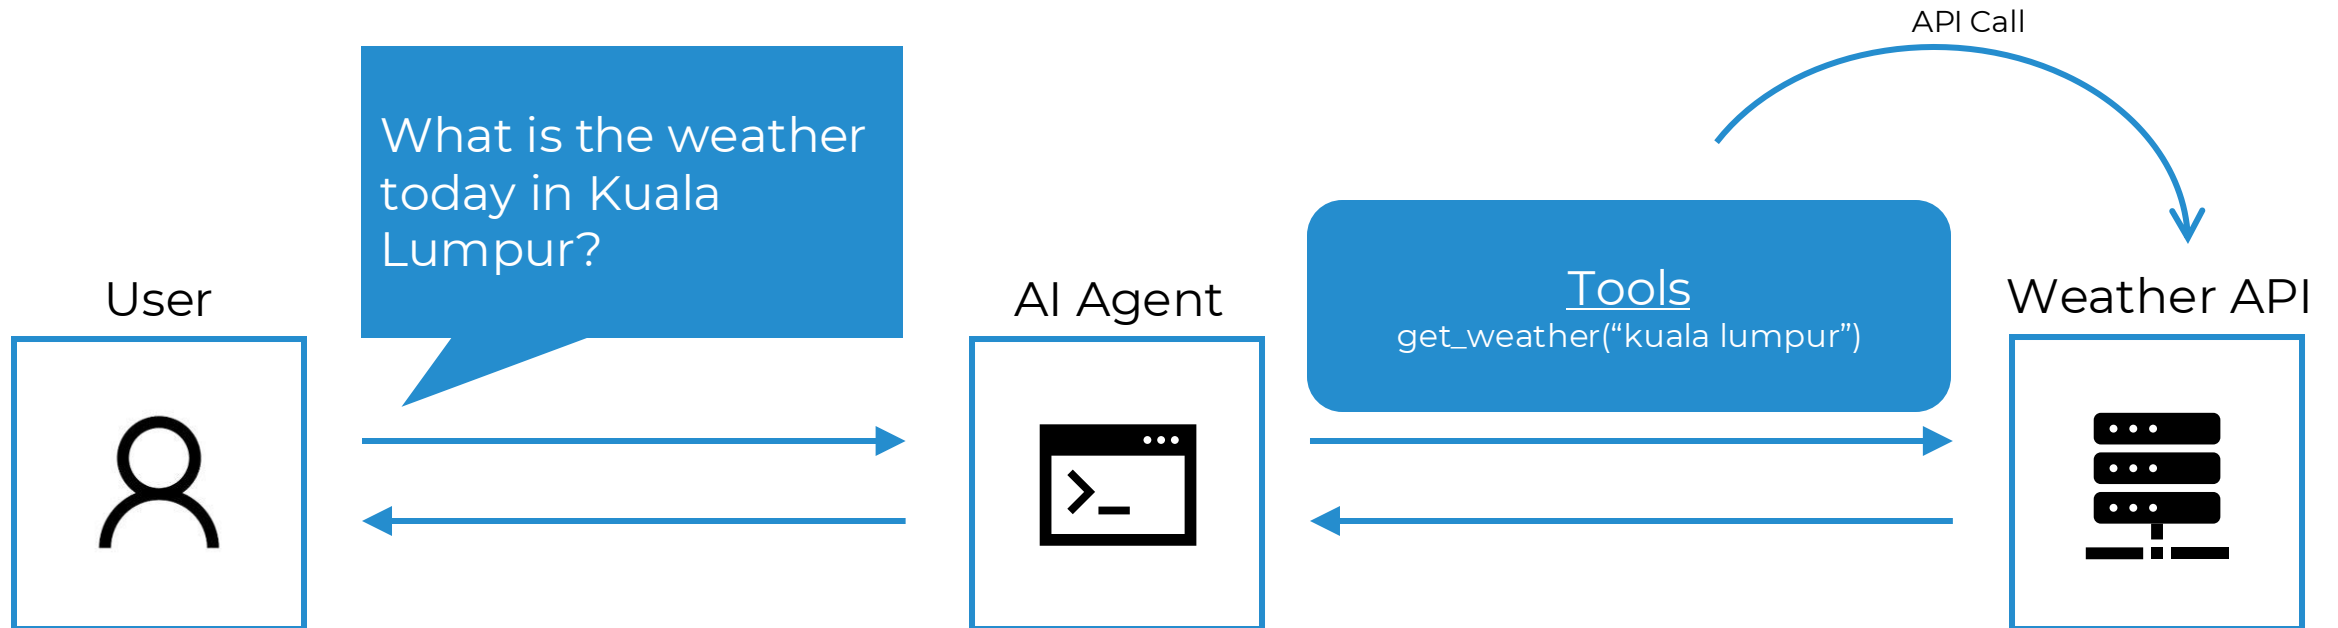 API Call
What is the weather
today in Kuala
Lumpur?
User
AI Agent
Tools
get_weather(“kuala lumpur”)
Weather API